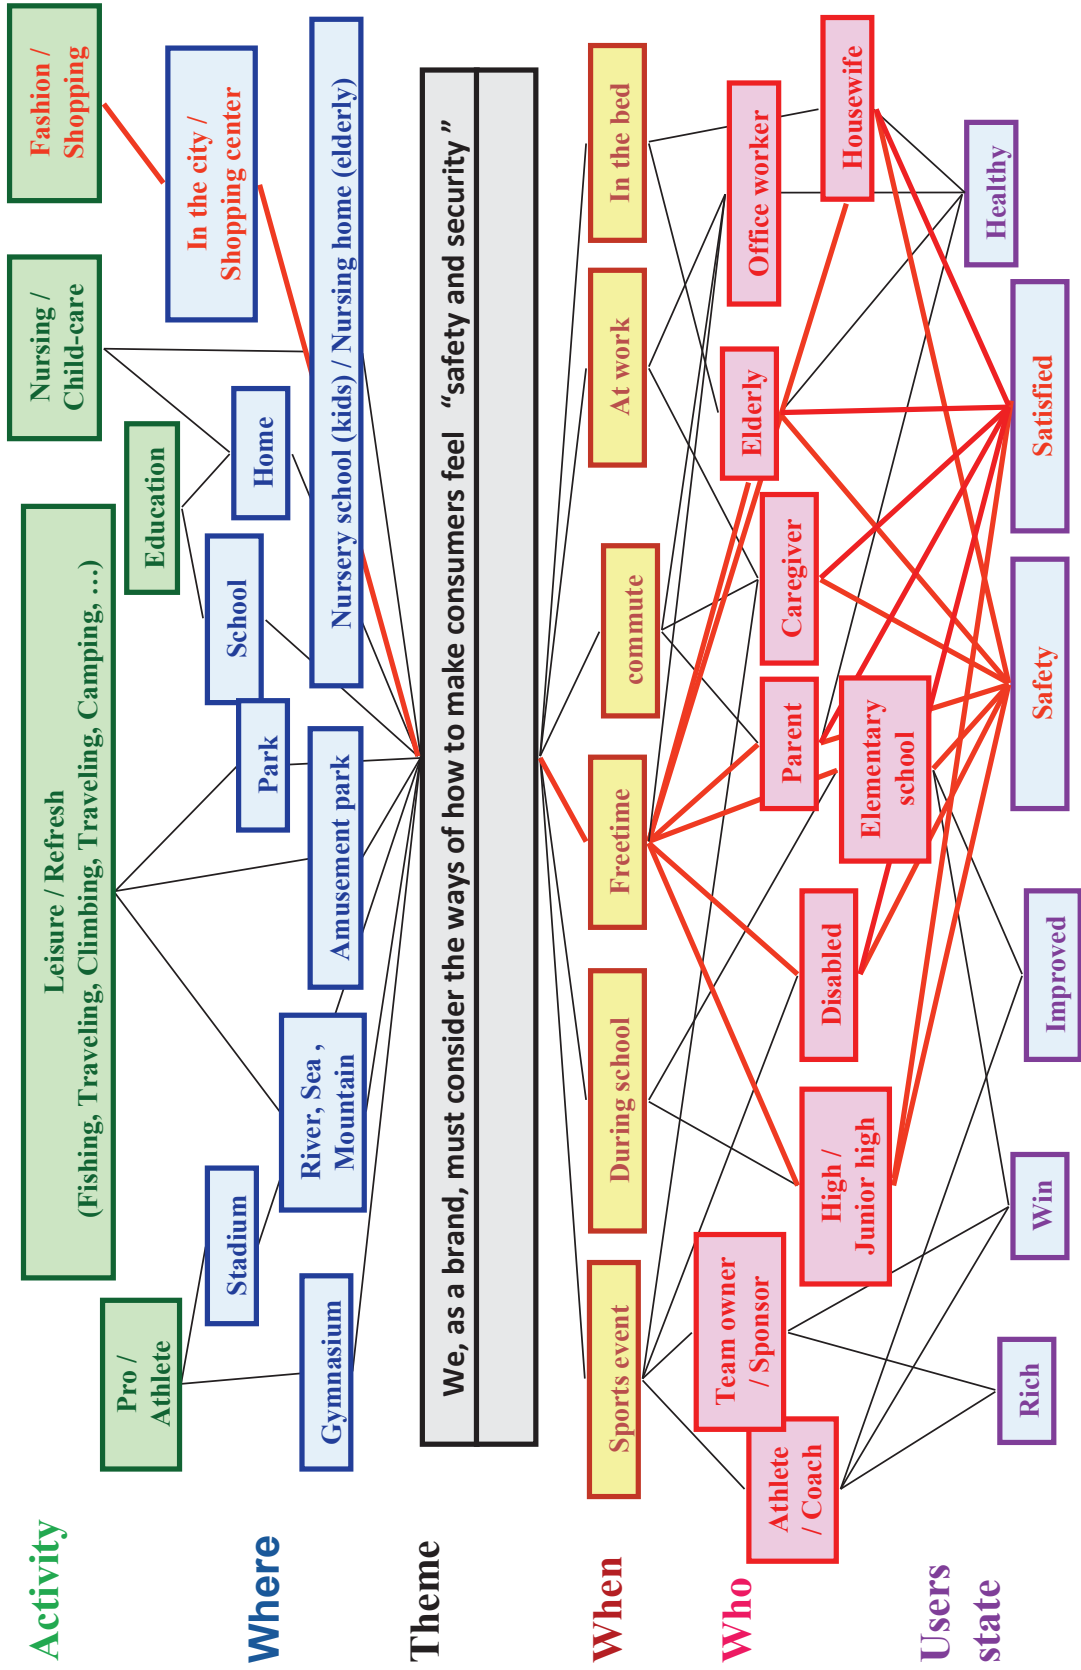 Activity
Pro /
Athlete
Leisure / Refresh
(Fishing, Traveling, Climbing, Traveling, Camping, …)
Education
Nursing /
Child-care
Fashion /
Shopping
Where
Gymnasium
Stadium
River, Sea ,
Mountain
Amusement park
Park
School
Home
Nursery school (kids) / Nursing home (elderly)
In the city /
Shopping center
Theme
We, as a brand, must consider the ways of how to make consumers feel “safety and security”
When
Sports event
During school
Freetime
commute
At work
In the bed
Who
Athlete
/ Coach
Team owner
/ Sponsor
High /
Junior high
Disabled
Elementary
school
Parent
Caregiver
Elderly
Office worker
Housewife
Users
state
Rich
Win
Improved
Safety
Satisfied
Healthy